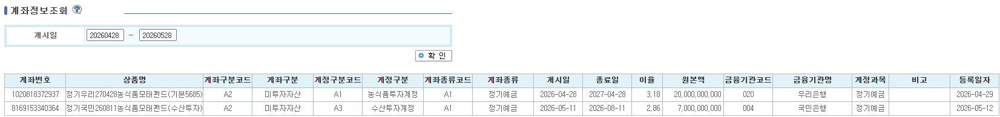 계좌정보조회 ?
개시일 20260428 ~ 20260528
확 인
계좌번호 상품명 계좌구분코드 계좌구분 계정구분코드 계정구분 계좌종류코드 계좌종류 개시일 종료일 이율 원본액 금융기관코드 금융기관명 계정과목 비고 등록일자
1020818372937 정기우리270428농식품모태펀드(기본5685) A2 미투자자산 A1 농식품투자계정 A1 정기예금 2026-04-28 2027-04-28 3.18 20,000,000,000 020 우리은행 정기예금 2026-04-29
8169153340364 정기국민260811농식품모태펀드(수산투자) A2 미투자자산 A3 수산투자계정 A1 정기예금 2026-05-11 2026-08-11 2.86 7,000,000,000 004 국민은행 정기예금 2026-05-12